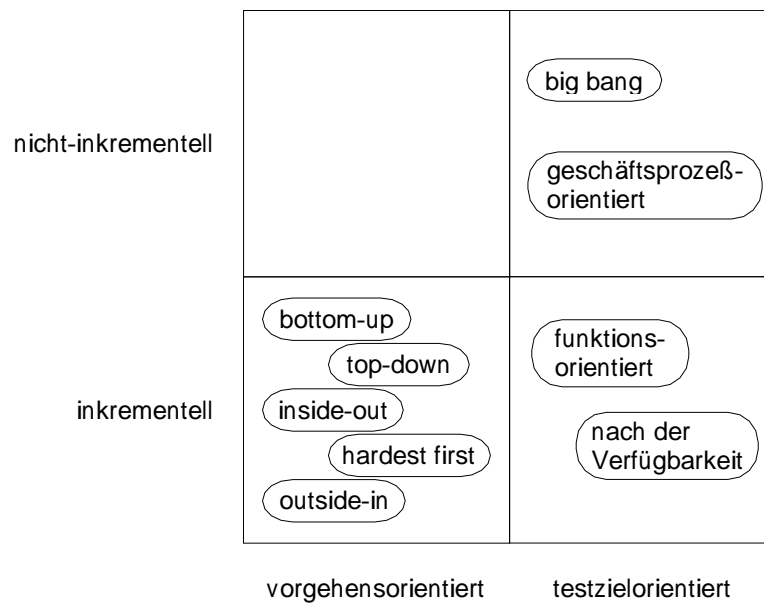 big bang
nicht-inkrementell
geschäftsprozeß-
orientiert
bottom-up
funktions-
orientiert
top-down
inkrementell
inside-out
nach der
Verfügbarkeit
hardest first
outside-in
vorgehensorientiert
testzielorientiert